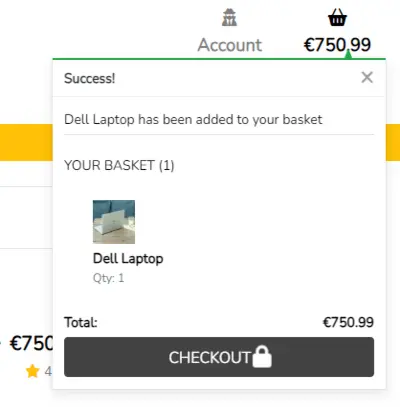 Account
€750.99
Success!
Dell Laptop has been added to your basket
YOUR BASKET (1)
Dell Laptop
Qty: 1
Total: €750.99
€750
CHECKOUT
4